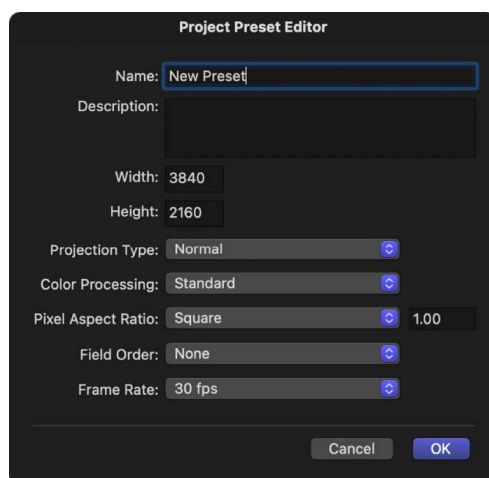 Project Preset Editor
Name: New Preset
Description:
Width: 3840
Height: 2160
Projection Type: Normal
Color Processing: Standard
Pixel Aspect Ratio: Square 1.00
Field Order: None
Frame Rate: 30 fps
Cancel OK